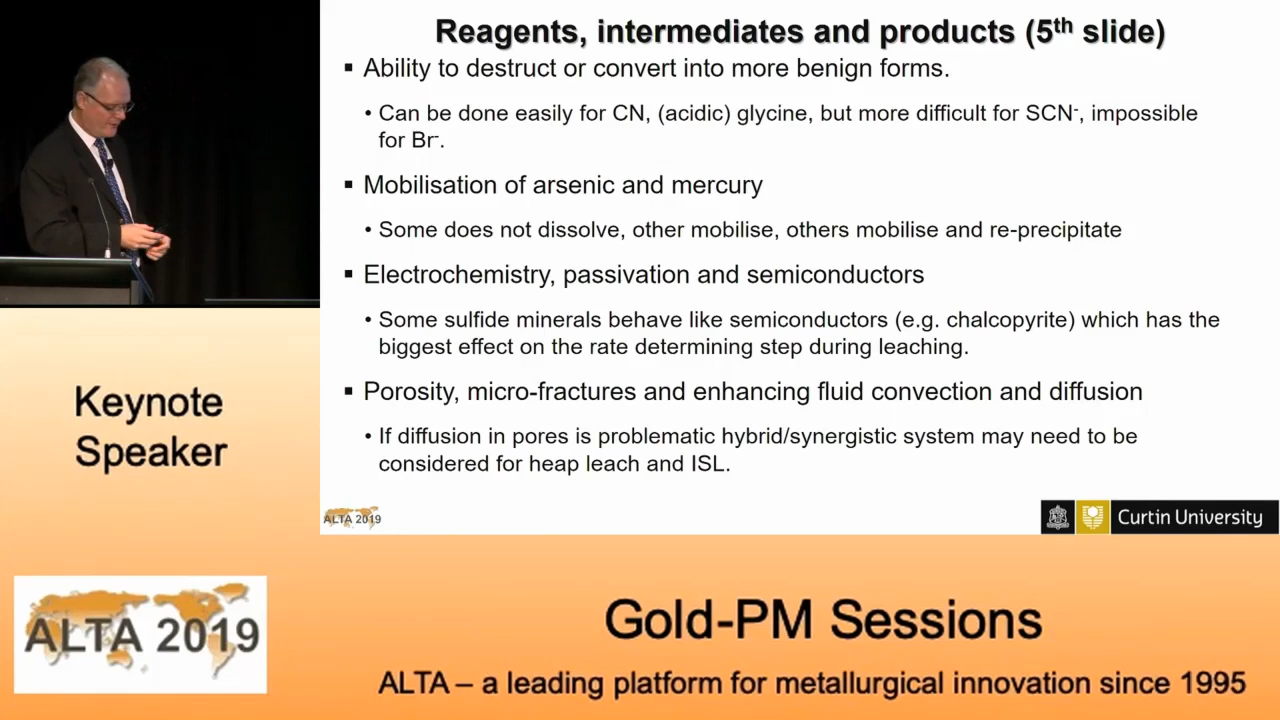 Reagents, intermediates and products (5th slide)
▪ Ability to destruct or convert into more benign forms.
• Can be done easily for CN, (acidic) glycine, but more difficult for SCN-, impossible
for Br-.
▪ Mobilisation of arsenic and mercury
• Some does not dissolve, other mobilise, others mobilise and re-precipitate
▪ Electrochemistry, passivation and semiconductors
• Some sulfide minerals behave like semiconductors (e.g. chalcopyrite) which has the
biggest effect on the rate determining step during leaching.
▪ Porosity, micro-fractures and enhancing fluid convection and diffusion
• If diffusion in pores is problematic hybrid/synergistic system may need to be
considered for heap leach and ISL.
ALTA 2019
Curtin University
Keynote
Speaker
ALTA 2019
Gold-PM Sessions
ALTA – a leading platform for metallurgical innovation since 1995